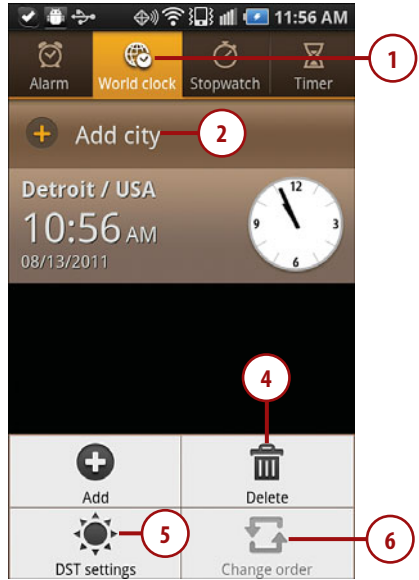 11:56 AM
1
Alarm World clock Stopwatch Timer
Add city 2
Detroit / USA
10:56 AM
08/13/2011
12
9 3
6
4
Add Delete
5 6
DST settings Change order